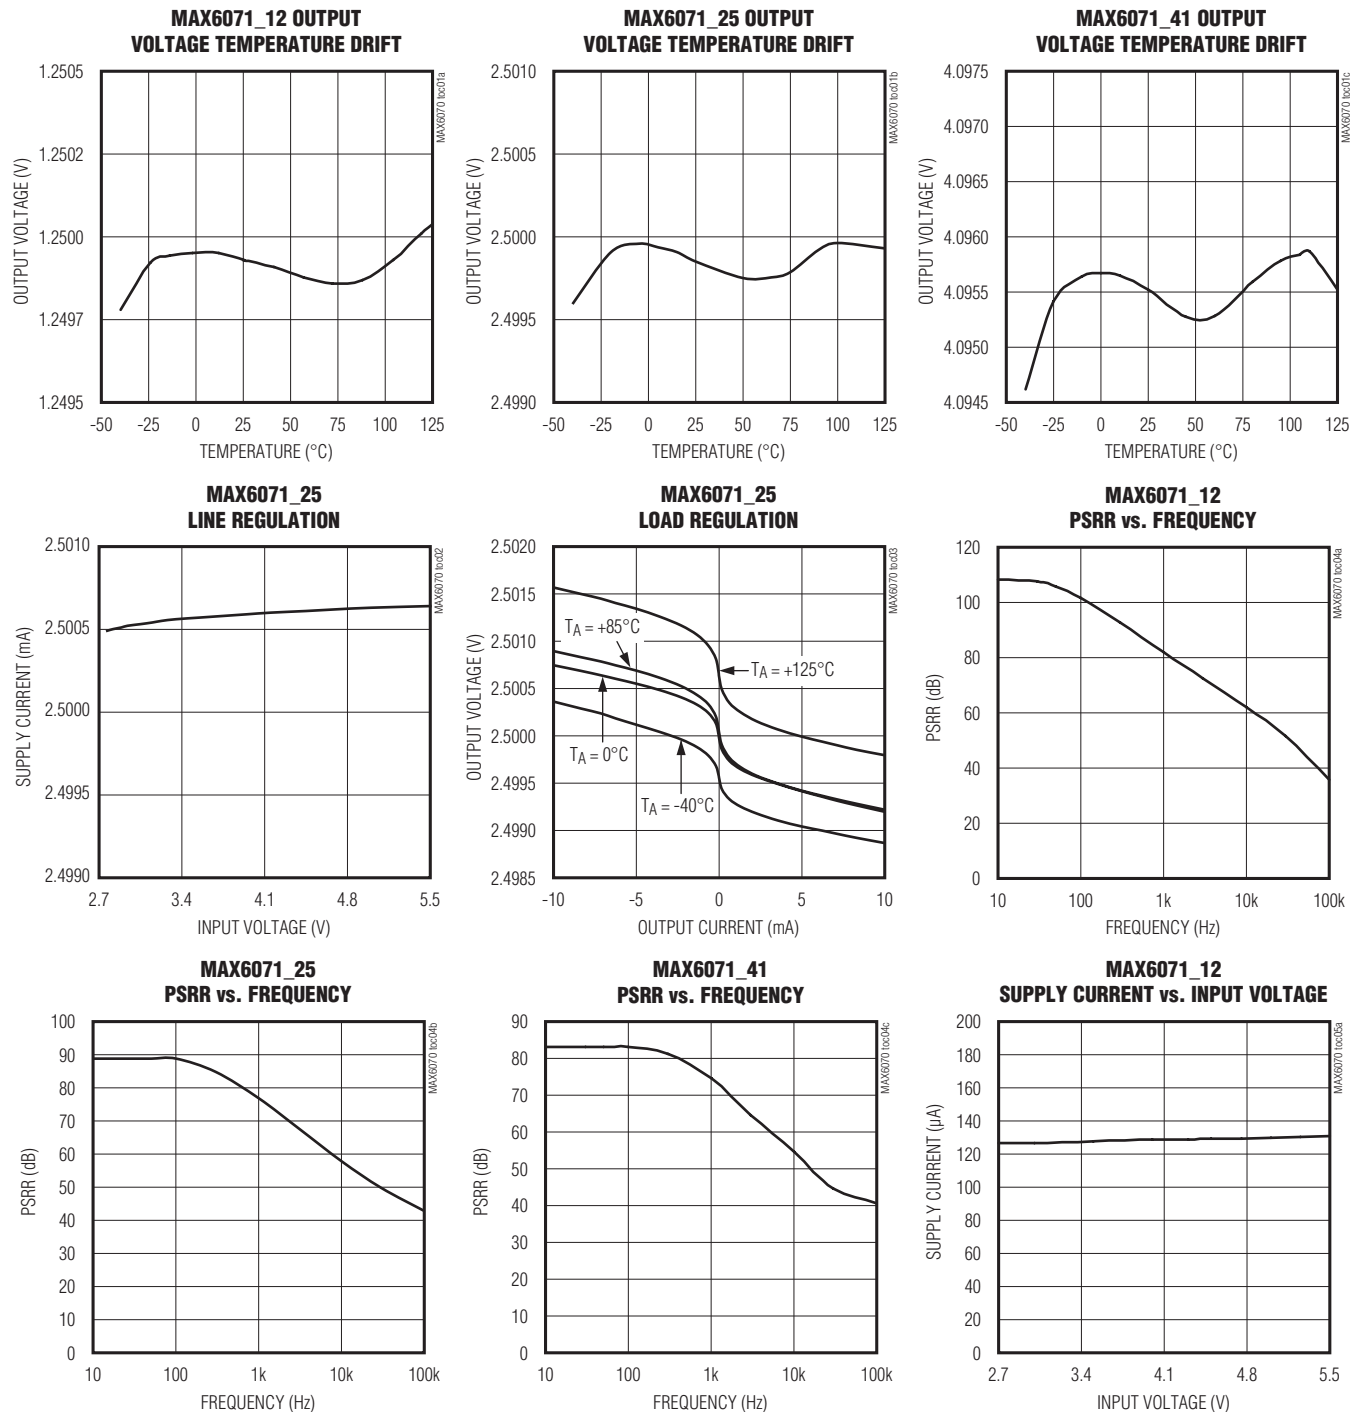 MAX6071_12 OUTPUT
VOLTAGE TEMPERATURE DRIFT
1.2505
1.2502
1.2500
1.2497
1.2495
OUTPUT VOLTAGE (V)
-50 -25 0 25 50 75 100 125
TEMPERATURE (°C)
MAX6070 toc01a
MAX6071_25 OUTPUT
VOLTAGE TEMPERATURE DRIFT
2.5010
2.5005
2.5000
2.4995
2.4990
OUTPUT VOLTAGE (V)
-50 -25 0 25 50 75 100 125
TEMPERATURE (°C)
MAX6070 toc01b
MAX6071_41 OUTPUT
VOLTAGE TEMPERATURE DRIFT
4.0975
4.0970
4.0965
4.0960
4.0955
4.0950
4.0945
OUTPUT VOLTAGE (V)
-50 -25 0 25 50 75 100 125
TEMPERATURE (°C)
MAX6070 toc01c
MAX6071_25
LINE REGULATION
2.5010
2.5005
2.5000
2.4995
2.4990
SUPPLY CURRENT (mA)
2.7 3.4 4.1 4.8 5.5
INPUT VOLTAGE (V)
MAX6070 toc02
MAX6071_25
LOAD REGULATION
2.5020
2.5015
2.5010
2.5005
2.5000
2.4995
2.4990
2.4985
OUTPUT VOLTAGE (V)
TA = +85°C
TA = +125°C
TA = 0°C
TA = -40°C
-10 -5 0 5 10
OUTPUT CURRENT (mA)
MAX6070 toc03
MAX6071_12
PSRR vs. FREQUENCY
120
100
80
60
40
20
0
PSRR (dB)
10 100 1k 10k 100k
FREQUENCY (Hz)
MAX6070 toc04a
MAX6071_25
PSRR vs. FREQUENCY
100
90
80
70
60
50
40
30
20
10
0
PSRR (dB)
10 100 1k 10k 100k
FREQUENCY (Hz)
MAX6070 toc04b
MAX6071_41
PSRR vs. FREQUENCY
90
80
70
60
50
40
30
20
10
0
PSRR (dB)
10 100 1k 10k 100k
FREQUENCY (Hz)
MAX6070 toc04c
MAX6071_12
SUPPLY CURRENT vs. INPUT VOLTAGE
200
180
160
140
120
100
80
60
40
20
0
SUPPLY CURRENT (µA)
2.7 3.4 4.1 4.8 5.5
INPUT VOLTAGE (V)
MAX6070 toc05a